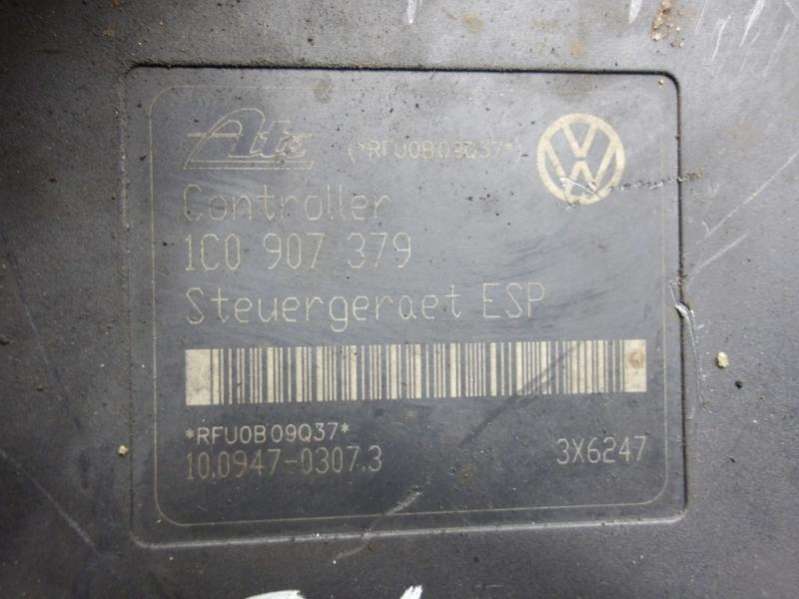 Ate (*RFU0B09Q37*)
Controller
1C0 907 379
Steuergeraet ESP
*RFU0B09Q37*
10.0947-0307.3 3X6247